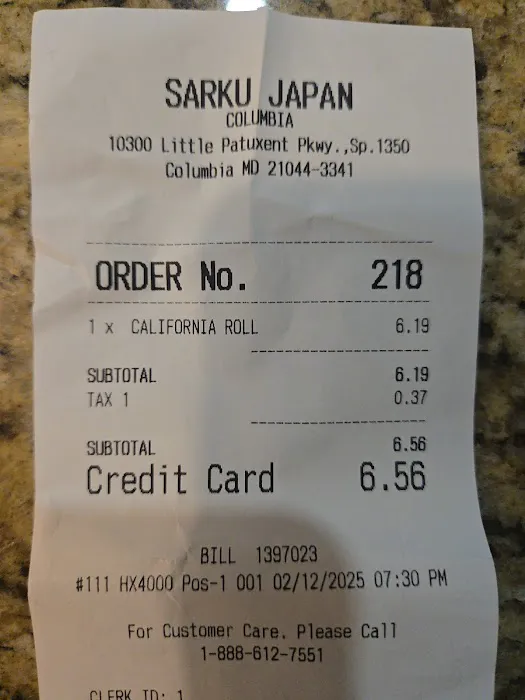 SARKU JAPAN
COLUMBIA
10300 Little Patuxent Pkwy.,Sp.1350
Columbia MD 21044-3341
ORDER No. 218
1 x CALIFORNIA ROLL 6.19
SUBTOTAL 6.19
TAX 1 0.37
SUBTOTAL 6.56
Credit Card 6.56
BILL 1397023
#111 HX4000 Pos-1 001 02/12/2025 07:30 PM
For Customer Care. Please Call
1-888-612-7551
CLERK ID: 1